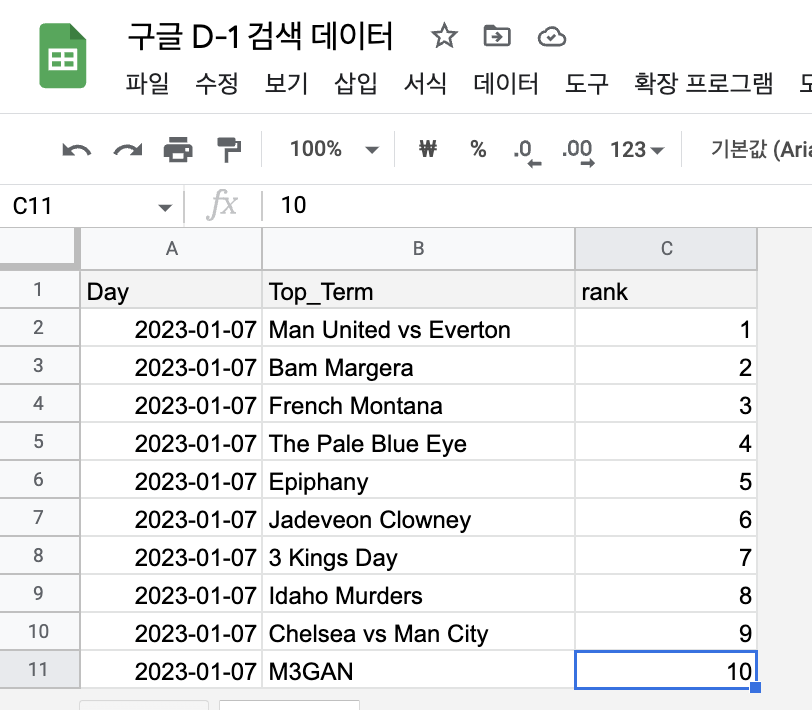 구글 D-1 검색 데이터
파일 수정 보기 삽입 서식 데이터 도구 확장 프로그램
100% ₩ % .0 .00 123 기본값 (Aria
C11 fx 10
A B C
1 Day Top_Term rank
2 2023-01-07 Man United vs Everton 1
3 2023-01-07 Bam Margera 2
4 2023-01-07 French Montana 3
5 2023-01-07 The Pale Blue Eye 4
6 2023-01-07 Epiphany 5
7 2023-01-07 Jadeveon Clowney 6
8 2023-01-07 3 Kings Day 7
9 2023-01-07 Idaho Murders 8
10 2023-01-07 Chelsea vs Man City 9
11 2023-01-07 M3GAN 10